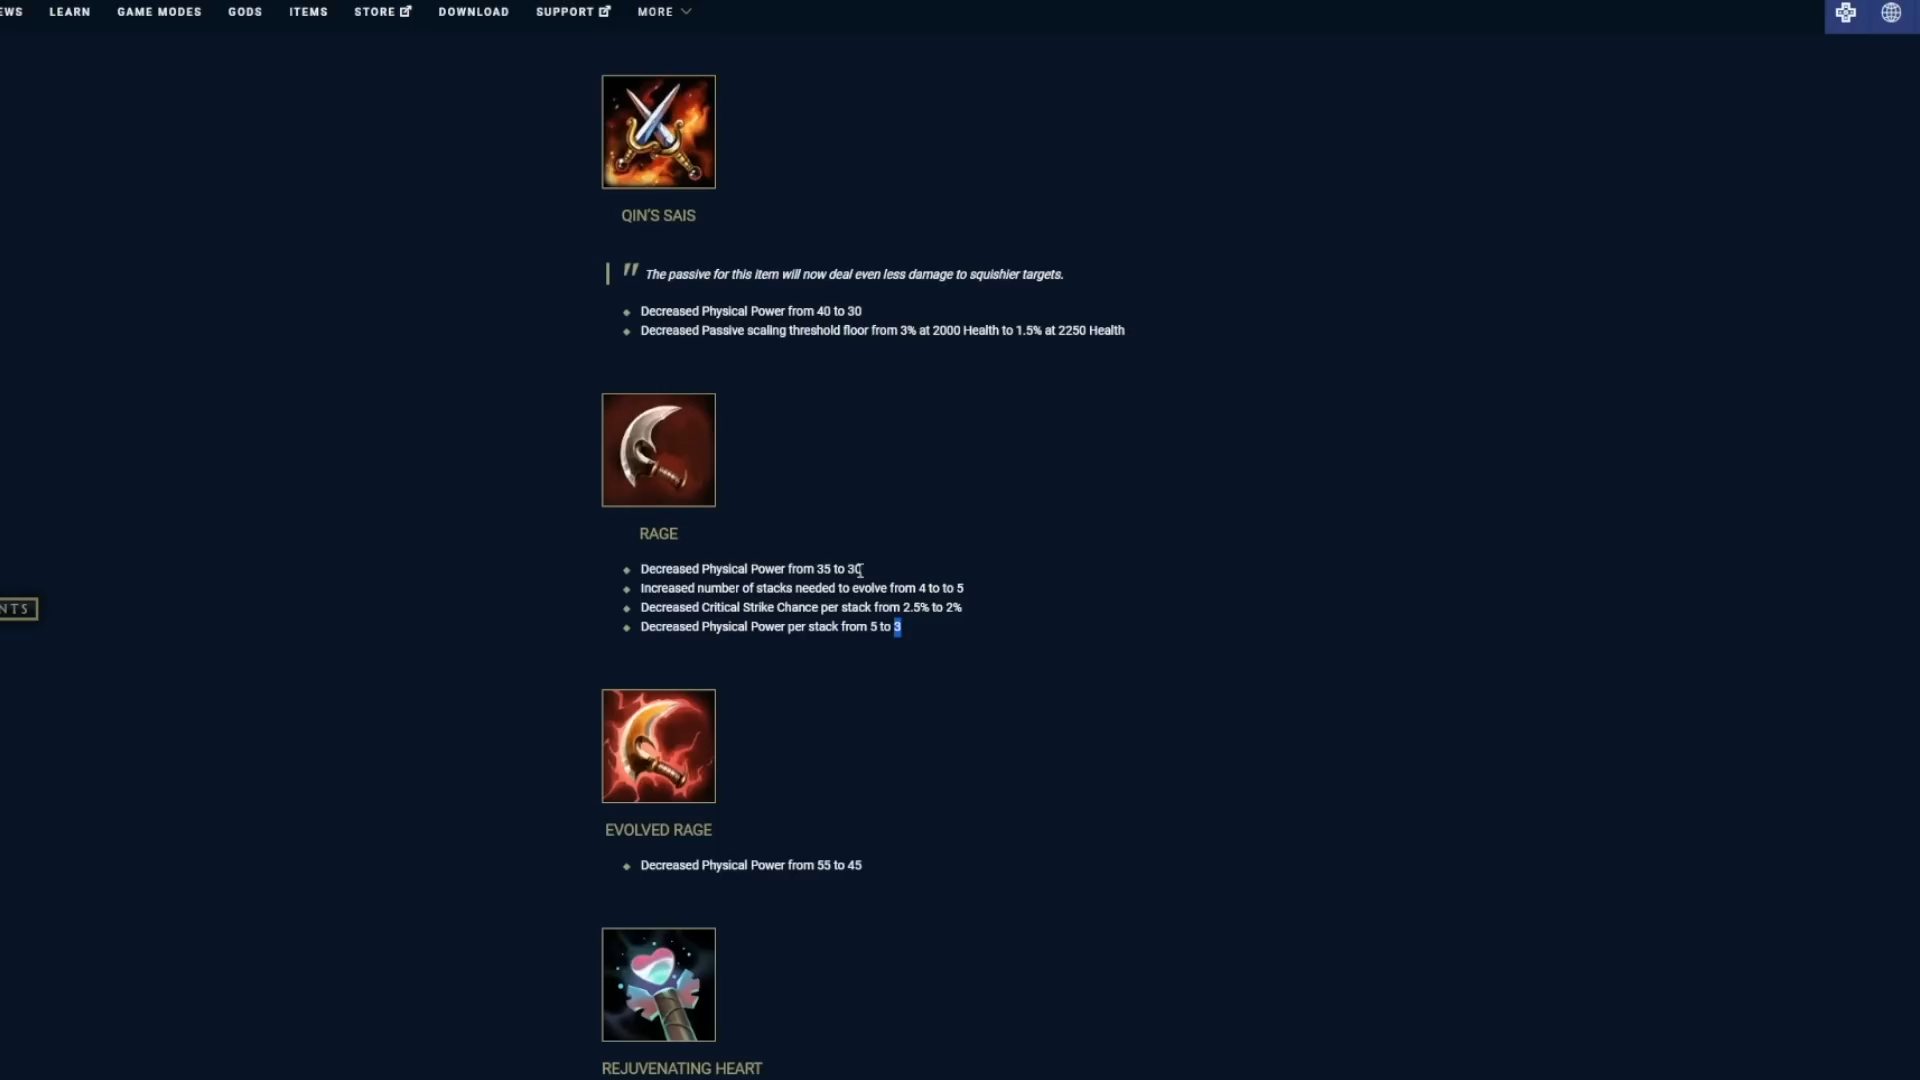 EWS LEARN GAME MODES GODS ITEMS STORE DOWNLOAD SUPPORT MORE
QIN'S SAIS
" The passive for this item will now deal even less damage to squishier targets.
Decreased Physical Power from 40 to 30
Decreased Passive scaling threshold floor from 3% at 2000 Health to 1.5% at 2250 Health
RAGE
Decreased Physical Power from 35 to 30
Increased number of stacks needed to evolve from 4 to to 5
NTS
Decreased Critical Strike Chance per stack from 2.5% to 2%
Decreased Physical Power per stack from 5 to 3
EVOLVED RAGE
Decreased Physical Power from 55 to 45
REJUVENATING HEART